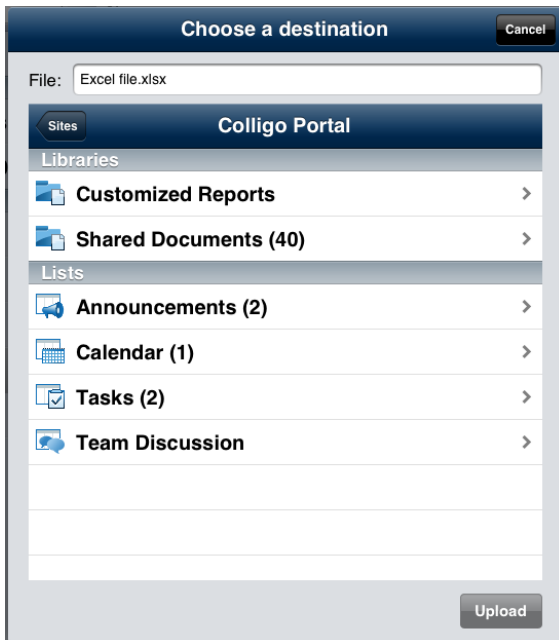 Choose a destination
Cancel
File: Excel file.xlsx
Sites
Colligo Portal
Libraries
Customized Reports
Shared Documents (40)
Lists
Announcements (2)
Calendar (1)
Tasks (2)
Team Discussion
Upload